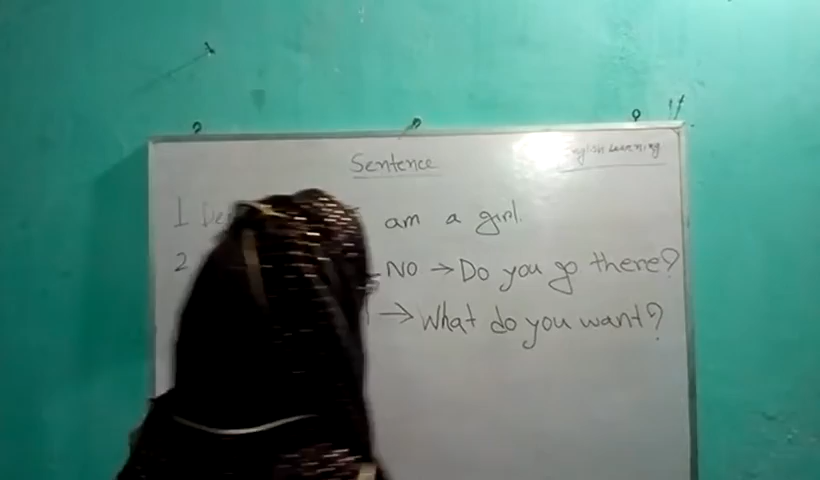 Sentence
English Learning
1 am a girl.
2 NO → Do you go there?
→ What do you want?